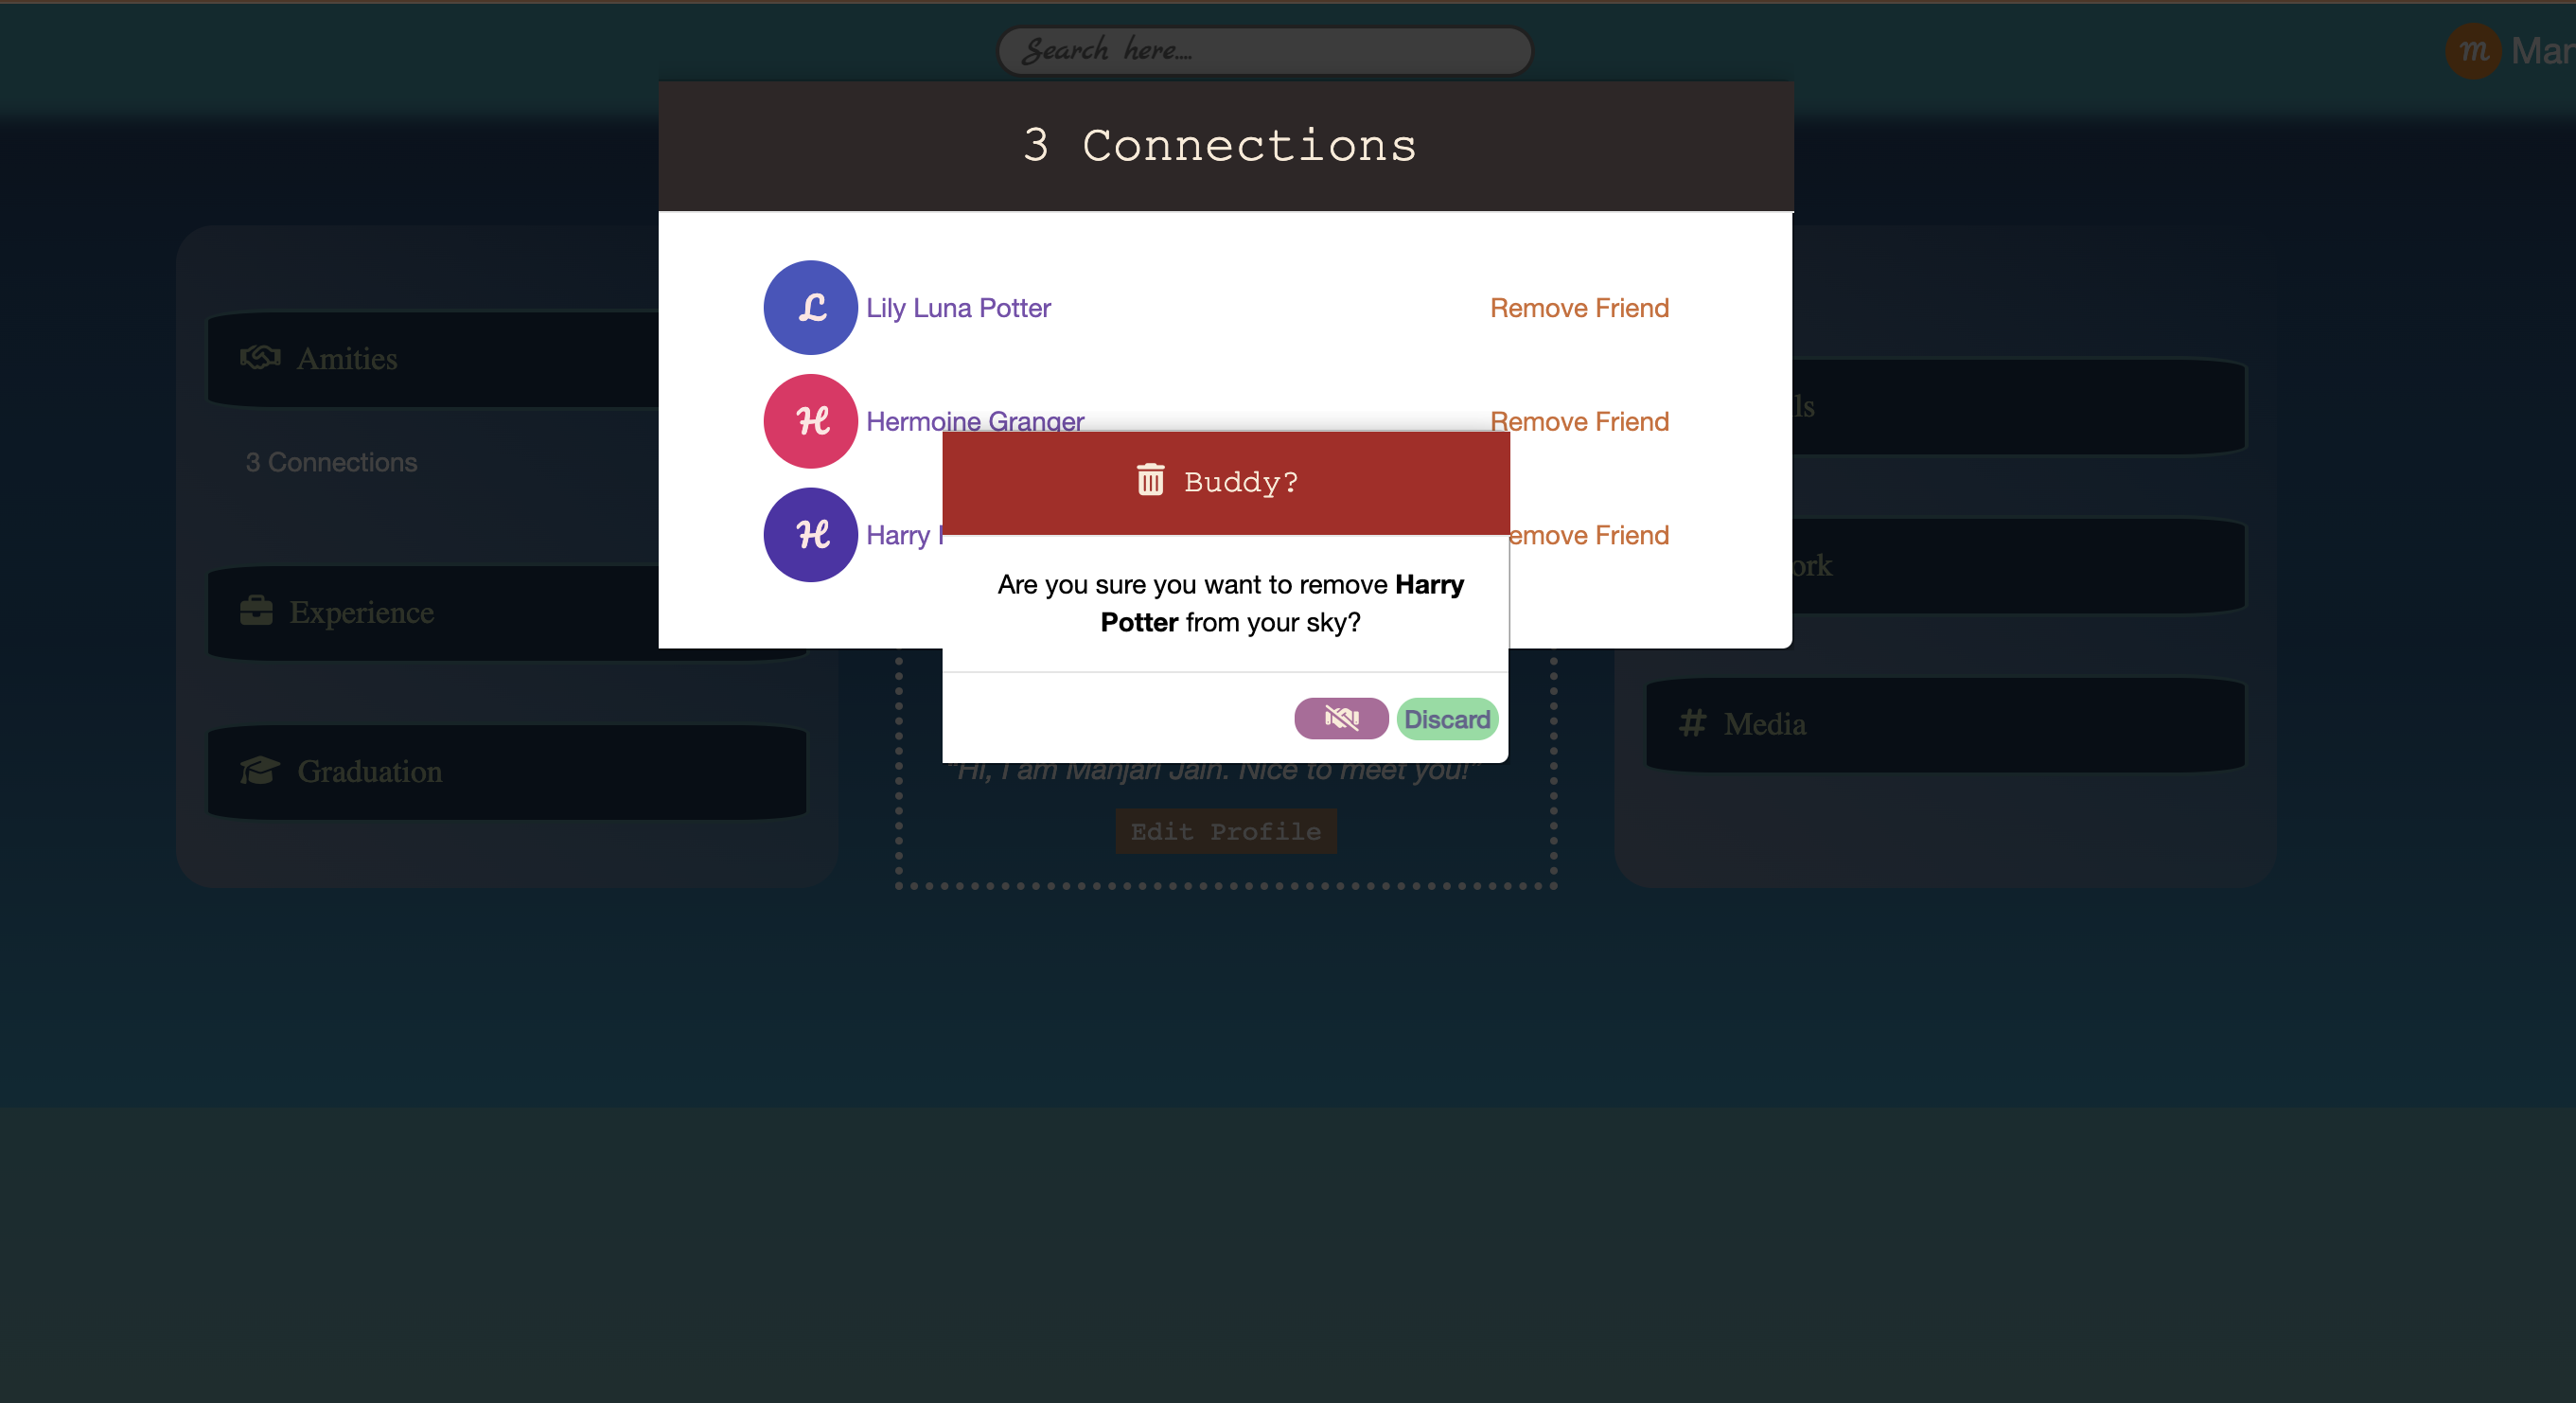 Search here....
m
3 Connections
L Lily Luna Potter Remove Friend
H Hermoine Granger Remove Friend
H Harry
emove Friend
Buddy?
Are you sure you want to remove Harry
Potter from your sky?
Discard
Amities
3 Connections
Experience
Graduation
"Hi, I am Manjari Jain. Nice to meet you!"
Edit Profile
ls
ork
# Media